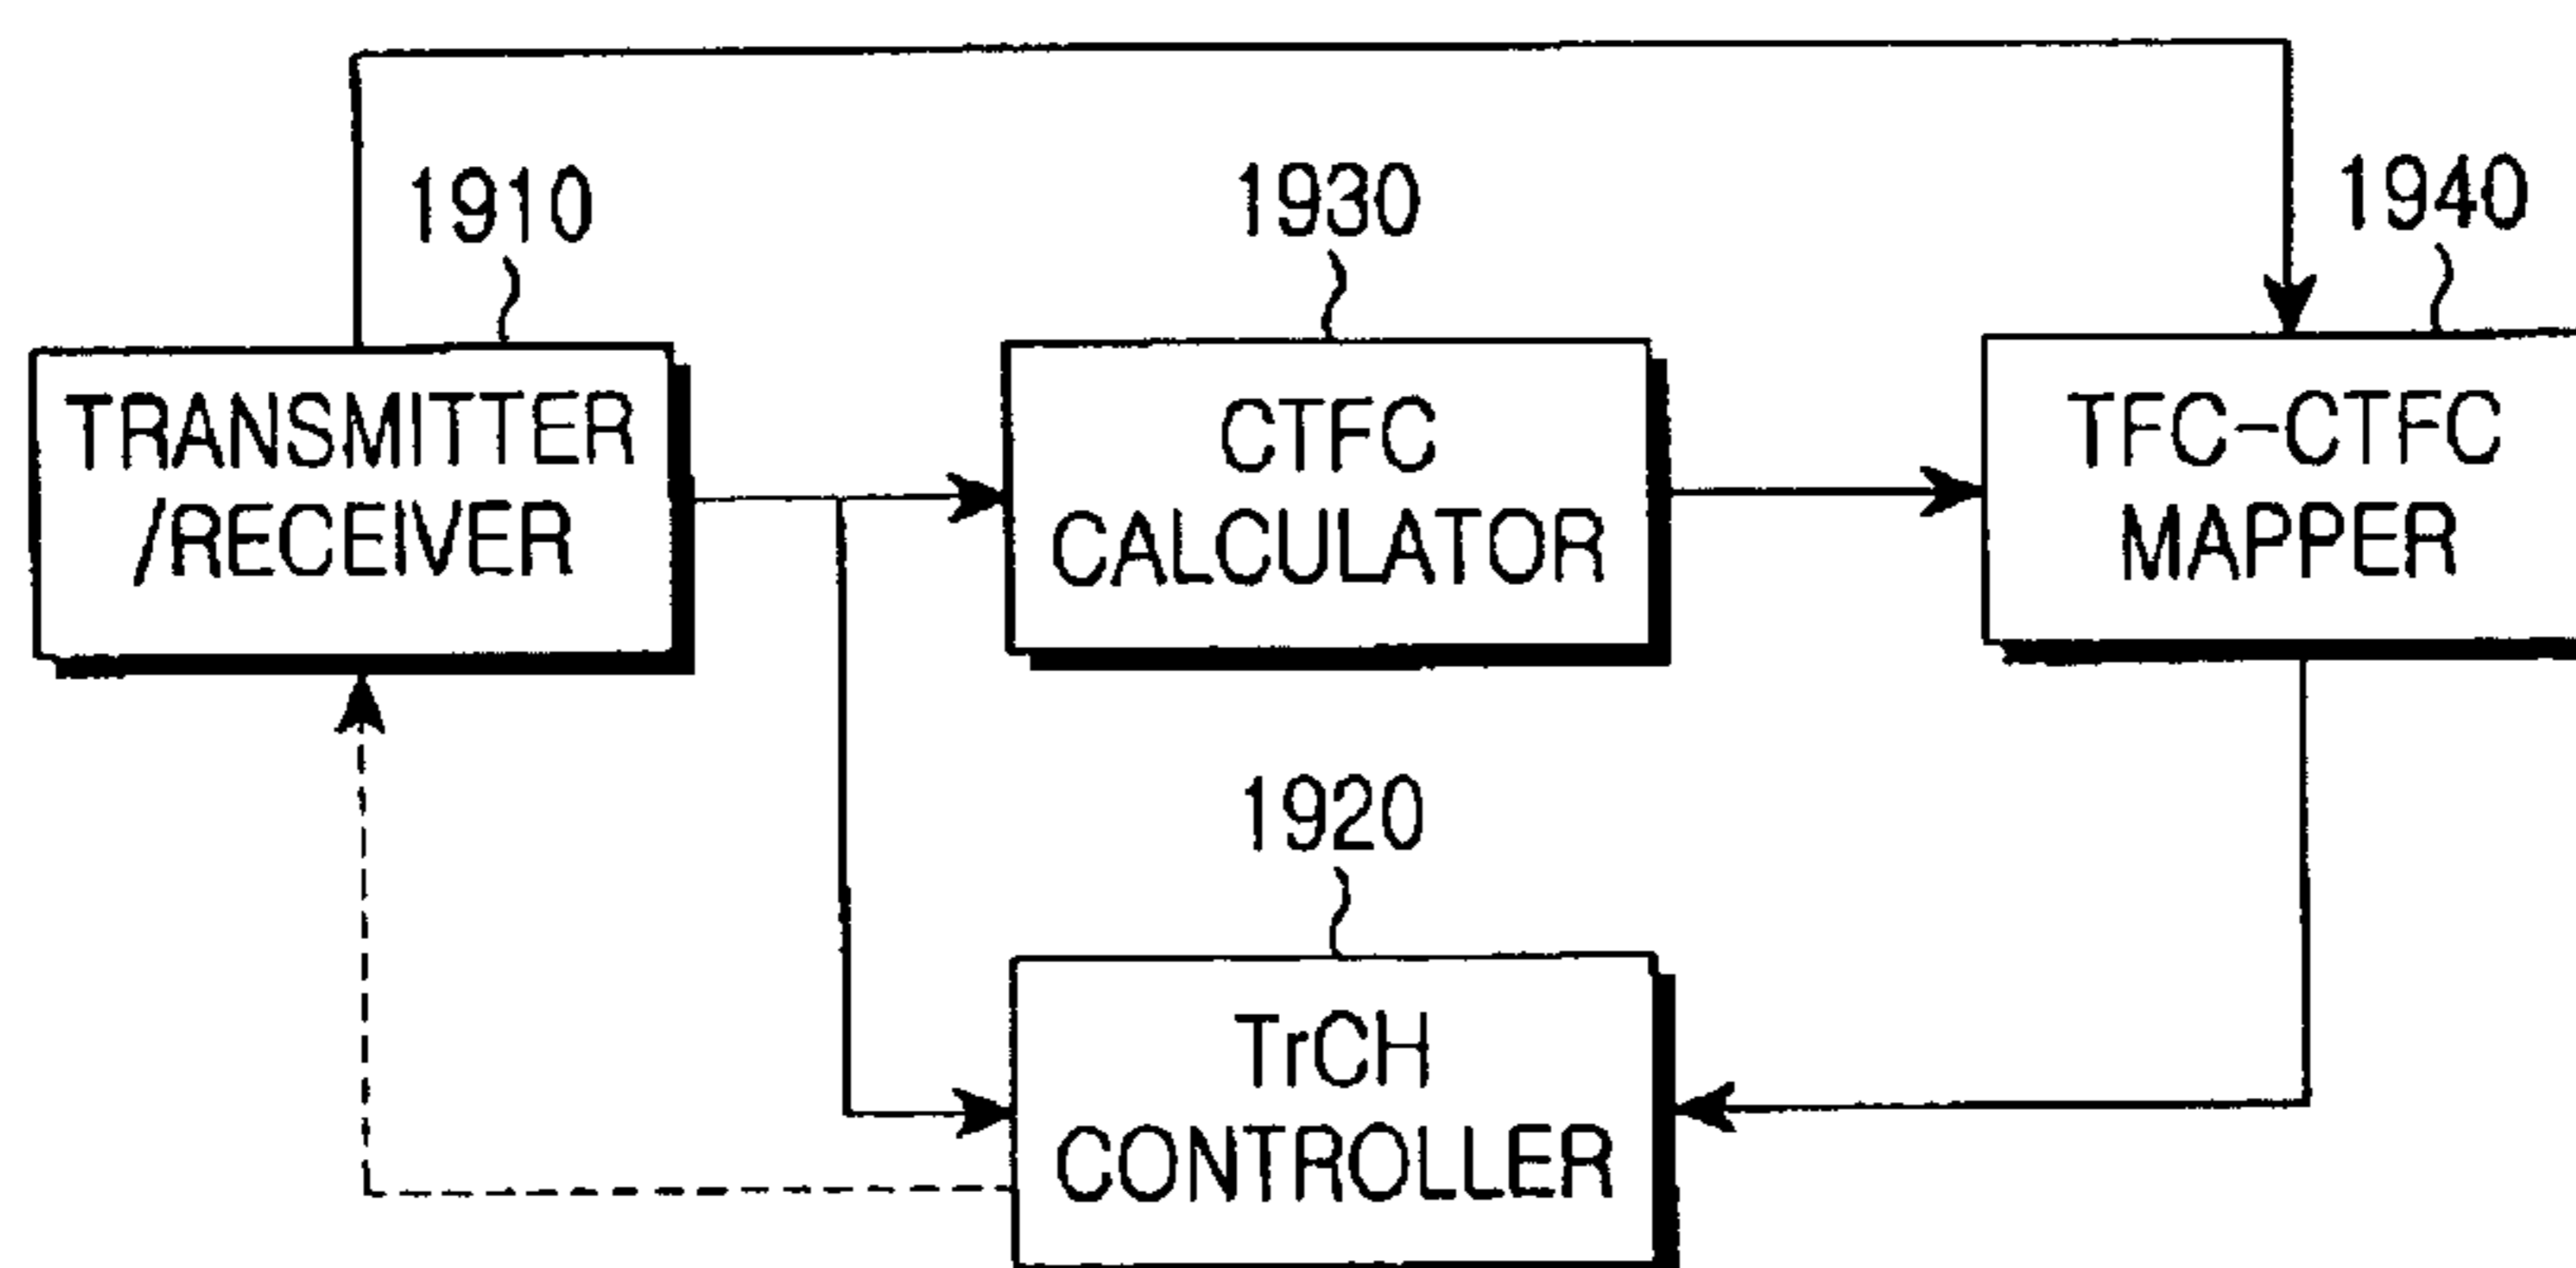 1910
TRANSMITTER
/RECEIVER
1930
CTFC
CALCULATOR
1940
TFC-CTFC
MAPPER
1920
TrCH
CONTROLLER